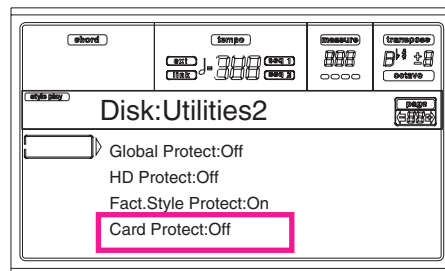 chord
tempo
measure
transpose
ext
seq 1
link
seq 2
octave
style play
Disk:Utilities2
page
Global Protect:Off
HD Protect:Off
Fact.Style Protect:On
Card Protect:Off